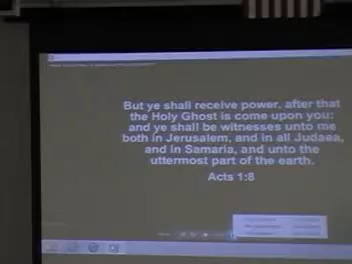 But ye shall receive power, after that
the Holy Ghost is come upon you:
and ye shall be witnesses unto me
both in Jerusalem, and in all Judaea,
and in Samaria, and unto the
uttermost part of the earth.
Acts 1:8